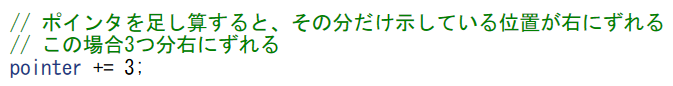 // ポインタを足し算すると、その分だけ示している位置が右にずれる
// この場合3つ分右にずれる
pointer += 3;